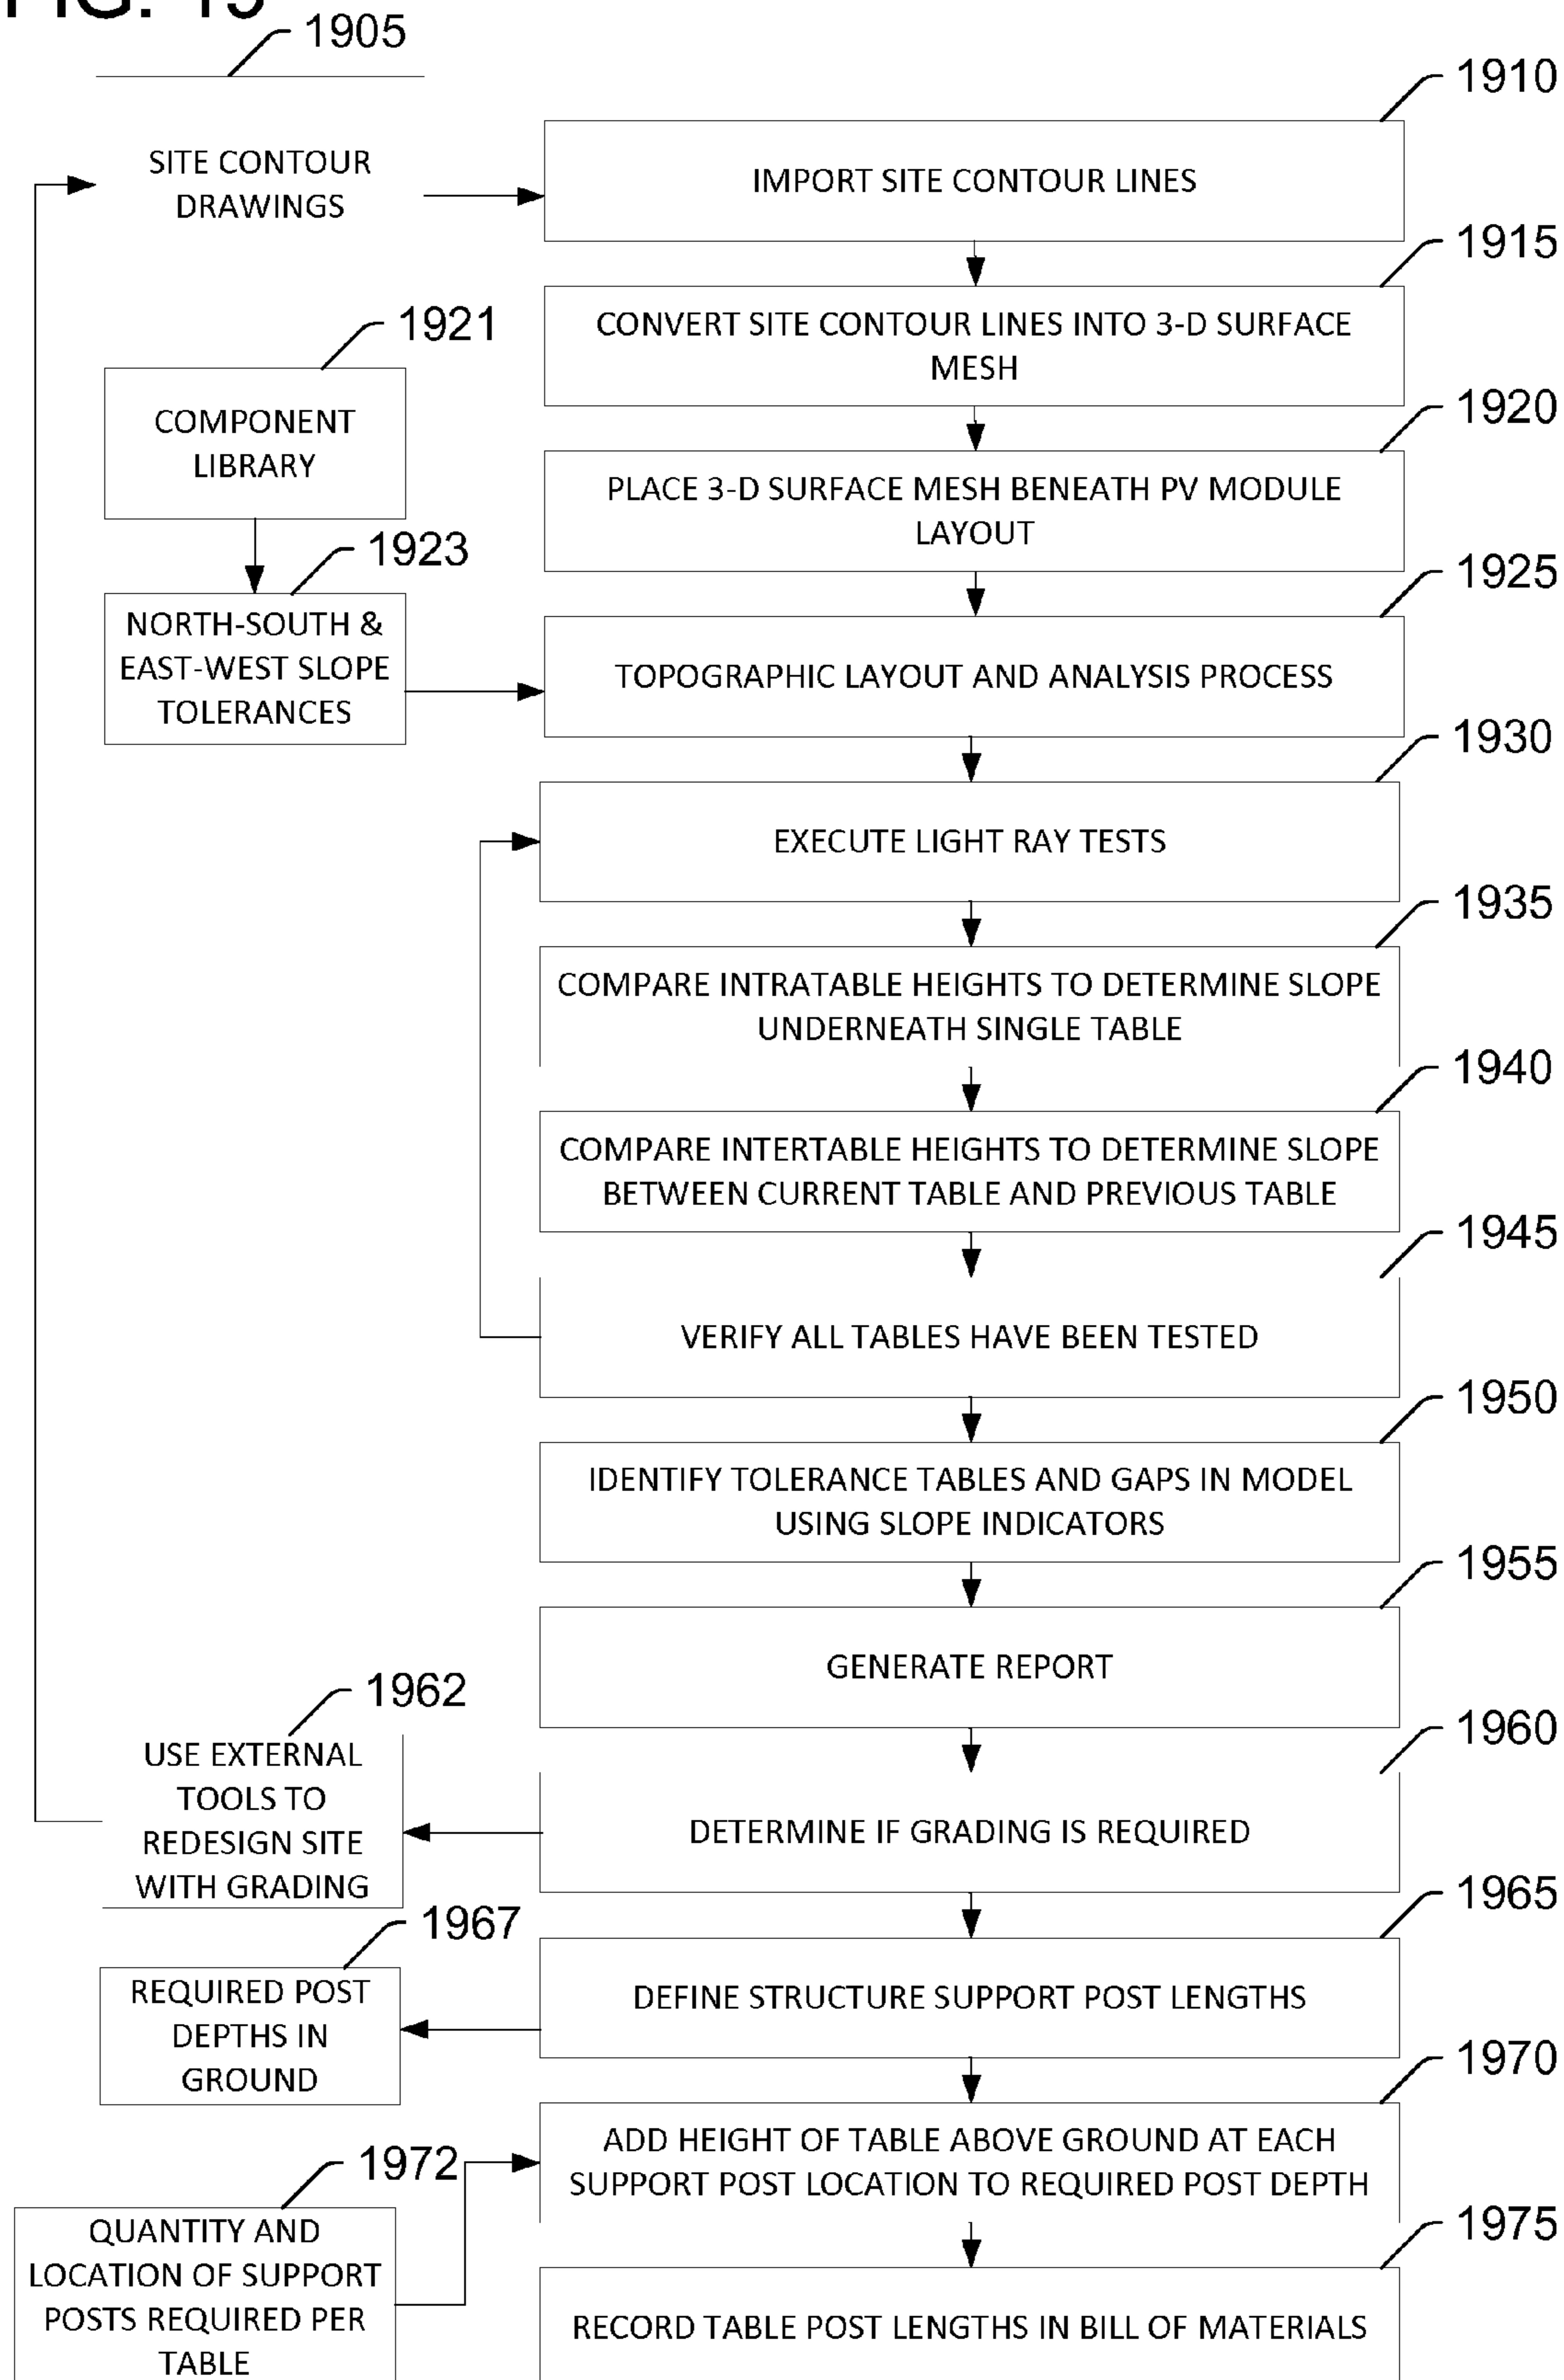 FIG. 19
1905
1910
SITE CONTOUR
DRAWINGS
IMPORT SITE CONTOUR LINES
1915
CONVERT SITE CONTOUR LINES INTO 3-D SURFACE
MESH
1921
COMPONENT
LIBRARY
1920
PLACE 3-D SURFACE MESH BENEATH PV MODULE
LAYOUT
1923
NORTH-SOUTH &
EAST-WEST SLOPE
TOLERANCES
1925
TOPOGRAPHIC LAYOUT AND ANALYSIS PROCESS
1930
EXECUTE LIGHT RAY TESTS
1935
COMPARE INTRATABLE HEIGHTS TO DETERMINE SLOPE
UNDERNEATH SINGLE TABLE
1940
COMPARE INTERTABLE HEIGHTS TO DETERMINE SLOPE
BETWEEN CURRENT TABLE AND PREVIOUS TABLE
1945
VERIFY ALL TABLES HAVE BEEN TESTED
1950
IDENTIFY TOLERANCE TABLES AND GAPS IN MODEL
USING SLOPE INDICATORS
1955
GENERATE REPORT
1962
USE EXTERNAL
TOOLS TO
REDESIGN SITE
WITH GRADING
1960
DETERMINE IF GRADING IS REQUIRED
1965
DEFINE STRUCTURE SUPPORT POST LENGTHS
1967
REQUIRED POST
DEPTHS IN
GROUND
1970
ADD HEIGHT OF TABLE ABOVE GROUND AT EACH
SUPPORT POST LOCATION TO REQUIRED POST DEPTH
1972
QUANTITY AND
LOCATION OF SUPPORT
POSTS REQUIRED PER
TABLE
1975
RECORD TABLE POST LENGTHS IN BILL OF MATERIALS